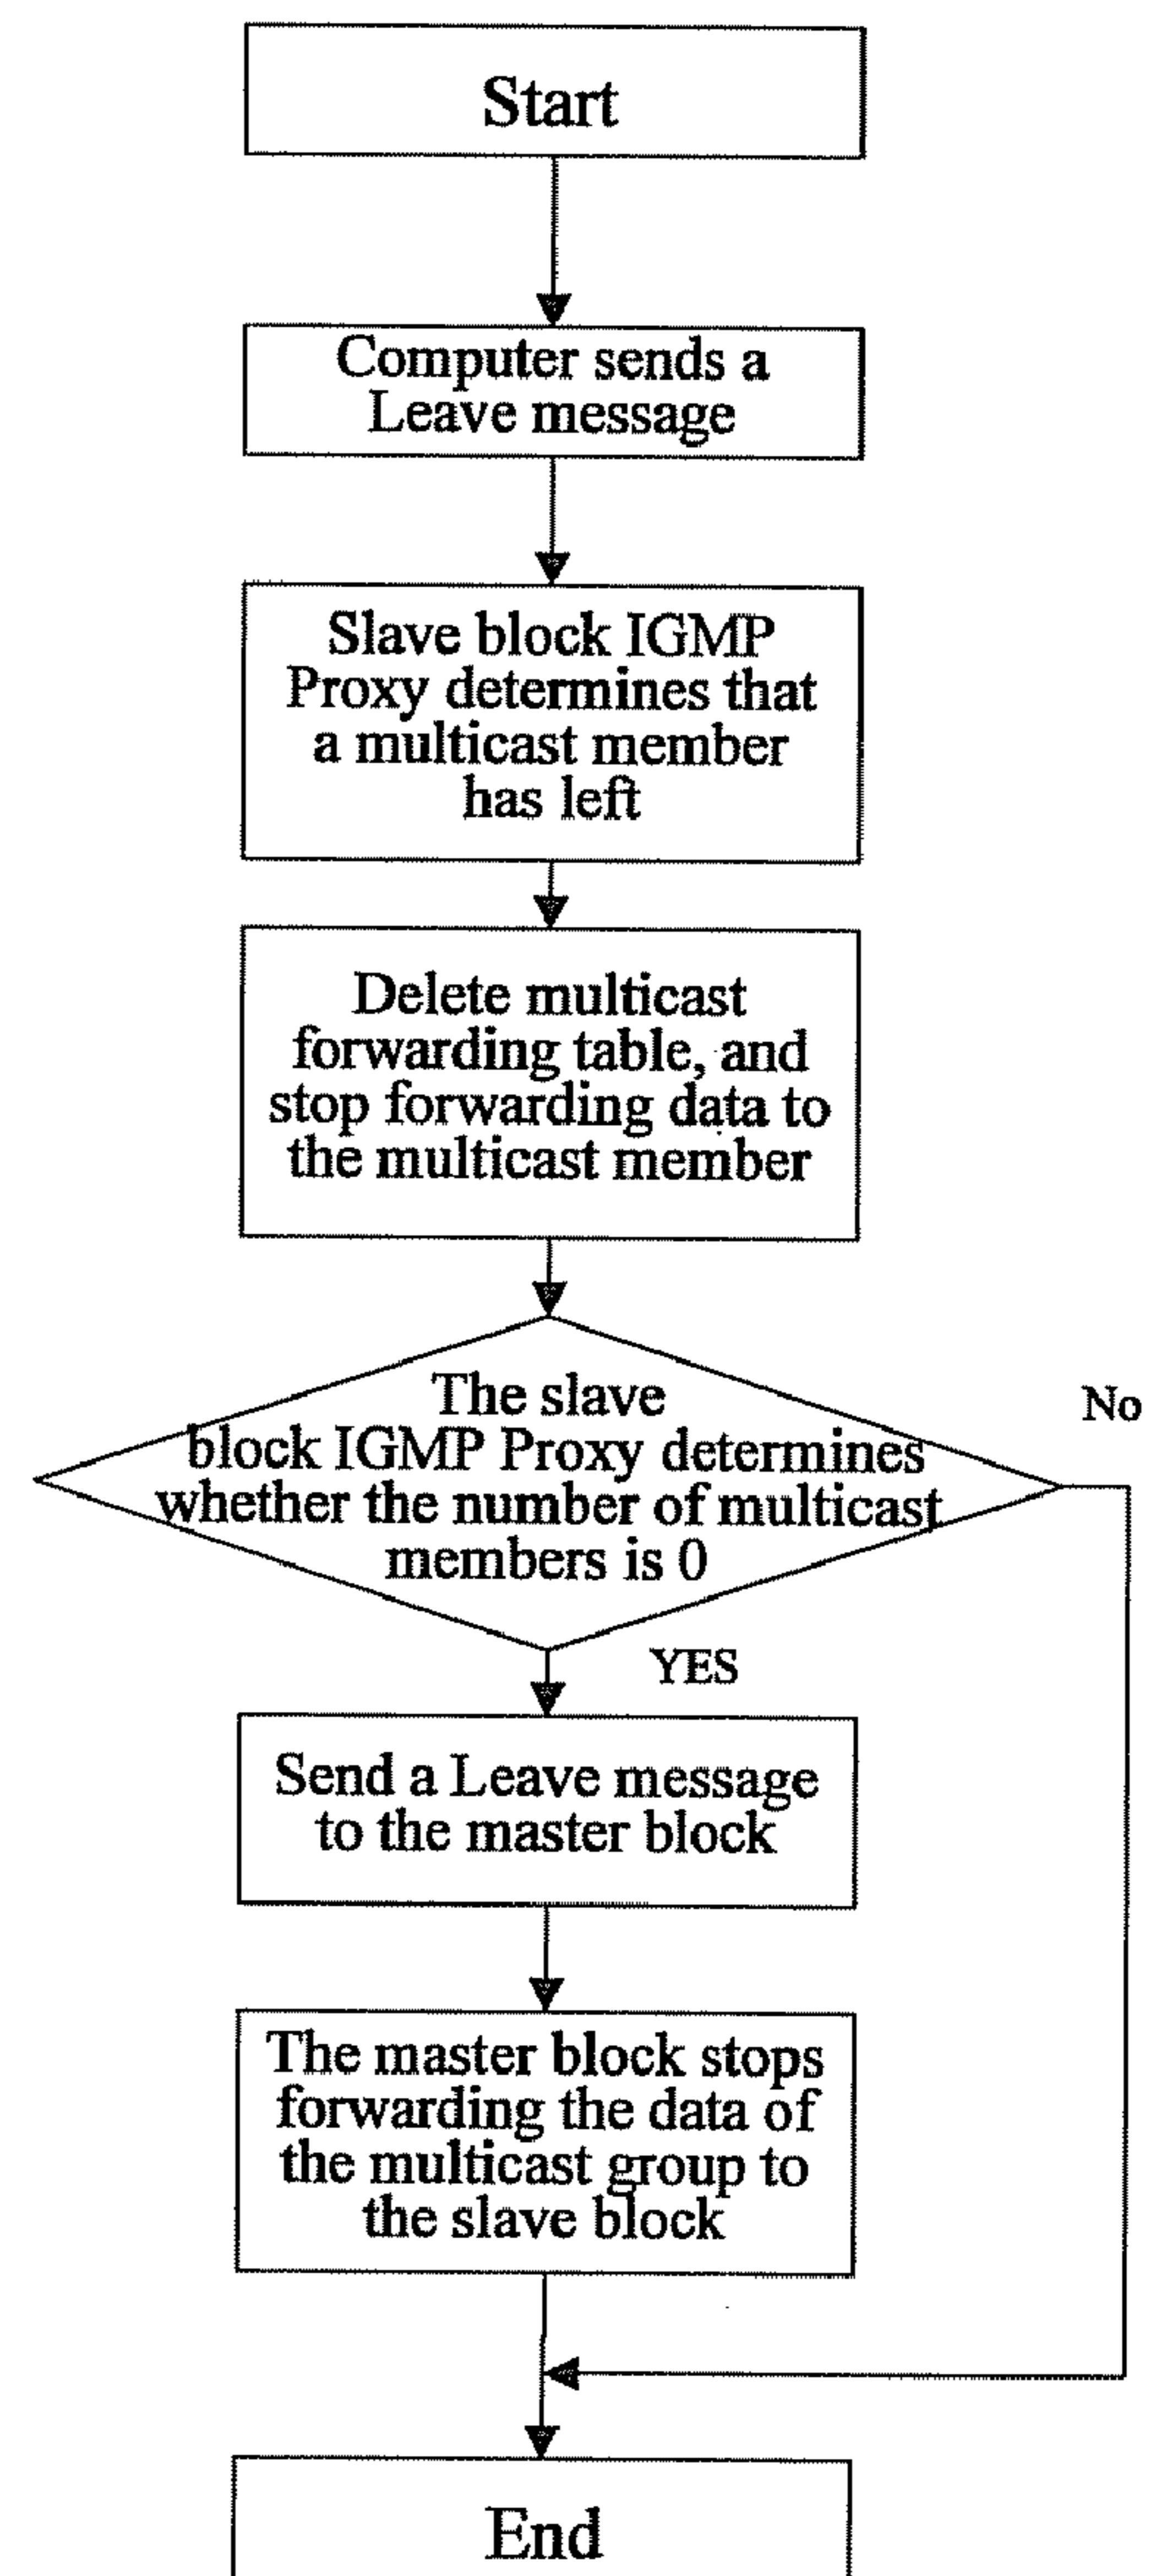 Start
Computer sends a
Leave message
Slave block IGMP
Proxy determines that
a multicast member
has left
Delete multicast
forwarding table, and
stop forwarding data to
the multicast member
The slave
block IGMP Proxy determines
whether the number of multicast
members is 0
No
YES
Send a Leave message
to the master block
The master block stops
forwarding the data of
the multicast group to
the slave block
End